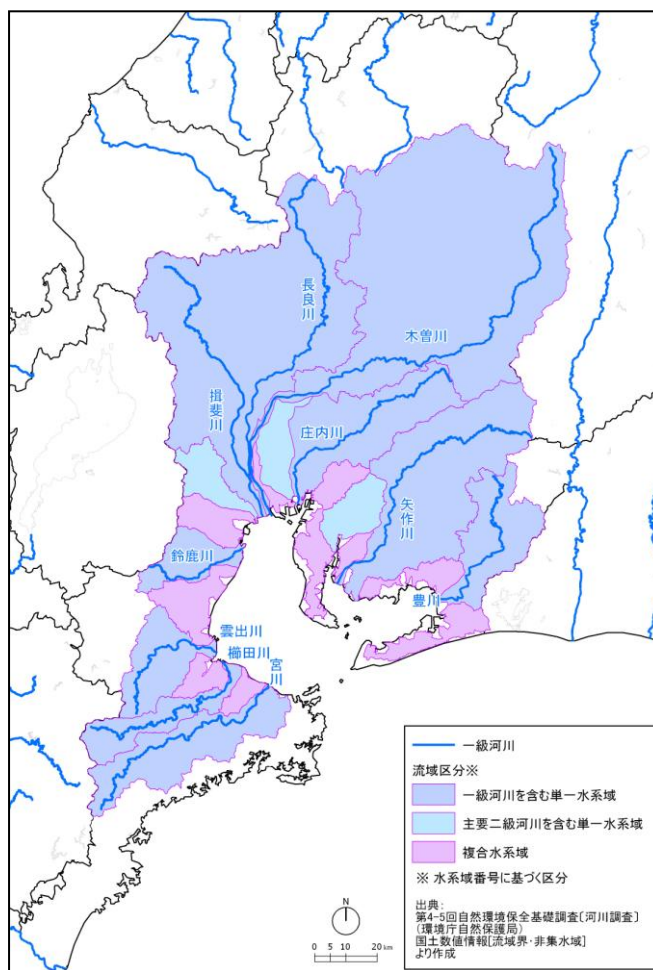 長良川
木曽川
揖斐川
庄内川
矢作川
鈴鹿川
豊川
雲出川
櫛田川
宮川
一級河川
流域区分※
一級河川を含む単一水系域
主要二級河川を含む単一水系域
複合水系域
※ 水系域番号に基づく区分
出典:
第4-5回自然環境保全基礎調査[河川調査]
(環境庁自然保護局)
国土数値情報[流域界・非集水域]
より作成
N
0 5 10 20 km